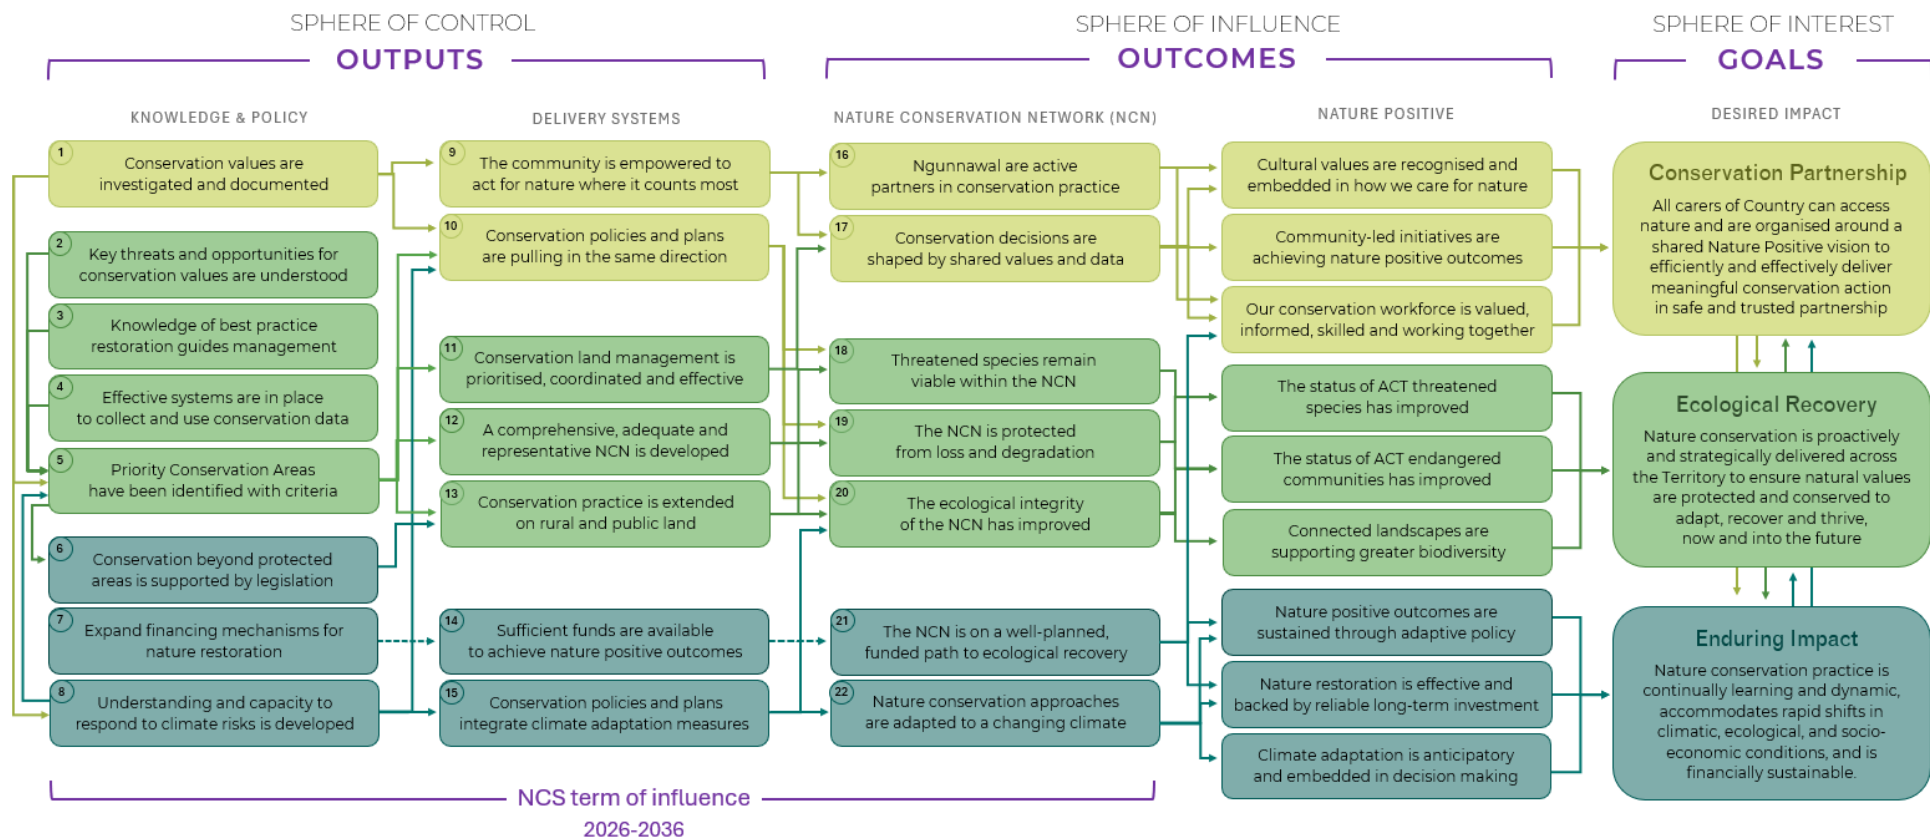 SPHERE OF CONTROL
OUTPUTS
SPHERE OF INFLUENCE
OUTCOMES
SPHERE OF INTEREST
GOALS
KNOWLEDGE & POLICY
1
Conservation values are
investigated and documented
2
Key threats and opportunities for
conservation values are understood
3
Knowledge of best practice
restoration guides management
4
Effective systems are in place
to collect and use conservation data
5
Priority Conservation Areas
have been identified with criteria
6
Conservation beyond protected
areas is supported by legislation
7
Expand financing mechanisms for
nature restoration
8
Understanding and capacity to
respond to climate risks is developed
DELIVERY SYSTEMS
9
The community is empowered to
act for nature where it counts most
10
Conservation policies and plans
are pulling in the same direction
11
Conservation land management is
prioritised, coordinated and effective
12
A comprehensive, adequate and
representative NCN is developed
13
Conservation practice is extended
on rural and public land
14
Sufficient funds are available
to achieve nature positive outcomes
15
Conservation policies and plans
integrate climate adaptation measures
NATURE CONSERVATION NETWORK (NCN)
16
Ngunnawal are active
partners in conservation practice
17
Conservation decisions are
shaped by shared values and data
18
Threatened species remain
viable within the NCN
19
The NCN is protected
from loss and degradation
20
The ecological integrity
of the NCN has improved
21
The NCN is on a well-planned,
funded path to ecological recovery
22
Nature conservation approaches
are adapted to a changing climate
NATURE POSITIVE
Cultural values are recognised and
embedded in how we care for nature
Community-led initiatives are
achieving nature positive outcomes
Our conservation workforce is valued,
informed, skilled and working together
The status of ACT threatened
species has improved
The status of ACT endangered
communities has improved
Connected landscapes are
supporting greater biodiversity
Nature positive outcomes are
sustained through adaptive policy
Nature restoration is effective and
backed by reliable long-term investment
Climate adaptation is anticipatory
and embedded in decision making
DESIRED IMPACT
Conservation Partnership
All carers of Country can access
nature and are organised around a
shared Nature Positive vision to
efficiently and effectively deliver
meaningful conservation action
in safe and trusted partnership
Ecological Recovery
Nature conservation is proactively
and strategically delivered across
the Territory to ensure natural values
are protected and conserved to
adapt, recover and thrive,
now and into the future
Enduring Impact
Nature conservation practice is
continually learning and dynamic,
accommodates rapid shifts in
climatic, ecological, and socio-
economic conditions, and is
financially sustainable.
NCS term of influence
2026-2036